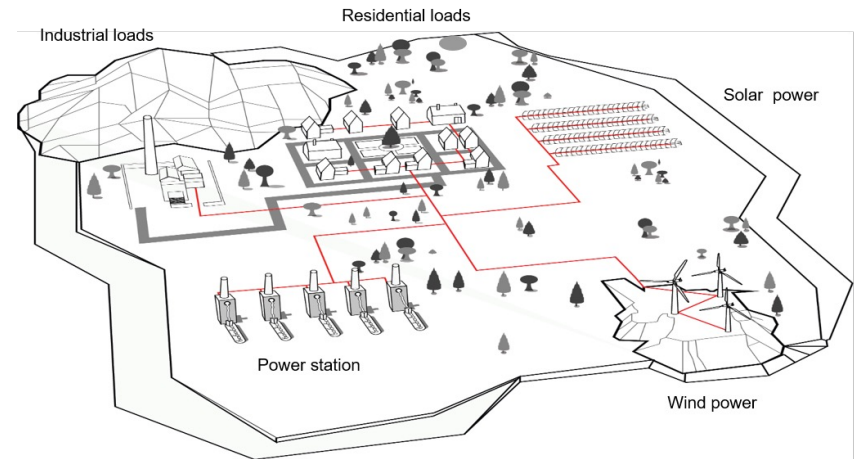 Residential loads
Industrial loads
Solar  power
Power station
Wind power